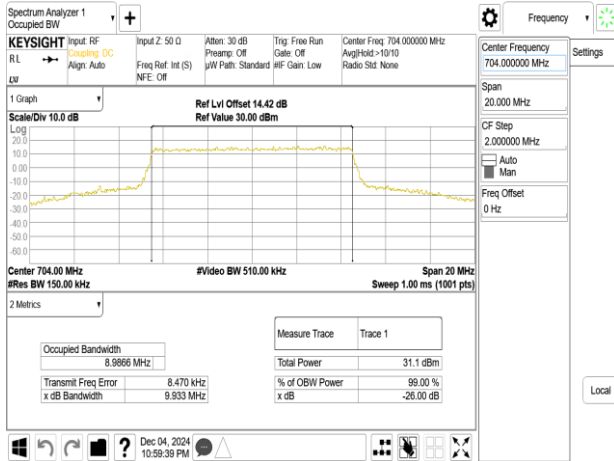 Spectrum Analyzer 1
Occupied BW
Frequency
KEYSIGHT
Input: RF
Coupling: DC
Align: Auto
Input Z: 50 Ω
Freq Ref: Int (S)
NFE: Off
Atten: 30 dB
Preamp: Off
µW Path: Standard
Trig: Free Run
Gate: Off
#IF Gain: Low
Center Freq: 704.000000 MHz
Avg|Hold:>10/10
Radio Std: None
RL
LXI
Center Frequency
704.000000 MHz
Settings
Span
20.000 MHz
CF Step
2.000000 MHz
Auto
Man
Freq Offset
0 Hz
Local
1 Graph
Scale/Div 10.0 dB
Ref Lvl Offset 14.42 dB
Ref Value 30.00 dBm
Log
20.0
10.0
0.00
-10.0
-20.0
-30.0
-40.0
-50.0
-60.0
Center 704.00 MHz
#Video BW 510.00 kHz
Span 20 MHz
#Res BW 150.00 kHz
Sweep 1.00 ms (1001 pts)
2 Metrics
Measure Trace Trace 1
Occupied Bandwidth
8.9866 MHz
Total Power 31.1 dBm
Transmit Freq Error 8.470 kHz
% of OBW Power 99.00 %
x dB Bandwidth 9.933 MHz
x dB -26.00 dB
?
Dec 04, 2024
10:59:39 PM